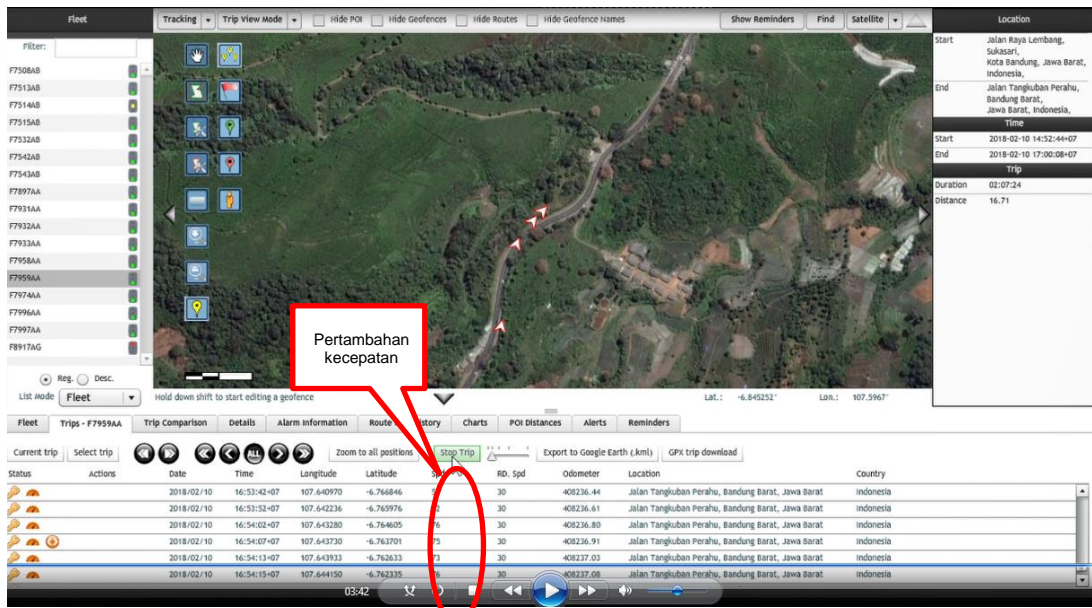 Fleet
Tracking
Trip View Mode
Hide POI
Hide Geofences
Hide Routes
Hide Geofence Names
Show Reminders
Find
Satellite
Location
Filter:
F7508AB
F7513AB
F7514AB
F7515AB
F7532AB
F7542AB
F7543AB
F7897AA
F7931AA
F7932AA
F7933AA
F7958AA
F7959AA
F7974AA
F7996AA
F7997AA
F8917AG
Reg.
Desc.
List Mode
Fleet
Start
Jalan Raya Lembang,
Sukasari,
Kota Bandung, Jawa Barat,
Indonesia,
End
Jalan Tangkuban Perahu,
Bandung Barat,
Jawa Barat, Indonesia,
Time
Start 2018-02-10 14:52:44+07
End 2018-02-10 17:00:08+07
Trip
Duration 02:07:24
Distance 16.71
Pertambahan
kecepatan
Hold down shift to start editing a geofence
Lat.: -6.845252°
Lon.: 107.5967°
Fleet
Trips - F7959AA
Trip Comparison
Details
Alarm Information
Route
story
Charts
POI Distances
Alerts
Reminders
Current trip
Select trip
ALL
Zoom to all positions
Stop Trip
Export to Google Earth (.kml)
GPX trip download
Status Actions Date Time Longitude Latitude RD. Spd Odometer Location Country
2018/02/10 16:53:42+07 107.640970 -6.766846 30 408236.44 Jalan Tangkuban Perahu, Bandung Barat, Jawa Barat Indonesia
2018/02/10 16:53:52+07 107.642236 -6.765976 30 408236.61 Jalan Tangkuban Perahu, Bandung Barat, Jawa Barat Indonesia
2018/02/10 16:54:02+07 107.643280 -6.764605 76 30 408236.80 Jalan Tangkuban Perahu, Bandung Barat, Jawa Barat Indonesia
2018/02/10 16:54:07+07 107.643730 -6.763701 75 30 408236.91 Jalan Tangkuban Perahu, Bandung Barat, Jawa Barat Indonesia
2018/02/10 16:54:13+07 107.643933 -6.762633 73 30 408237.03 Jalan Tangkuban Perahu, Bandung Barat, Jawa Barat Indonesia
2018/02/10 16:54:15+07 107.644150 -6.762335 76 30 408237.08 Jalan Tangkuban Perahu, Bandung Barat, Jawa Barat Indonesia
03:42